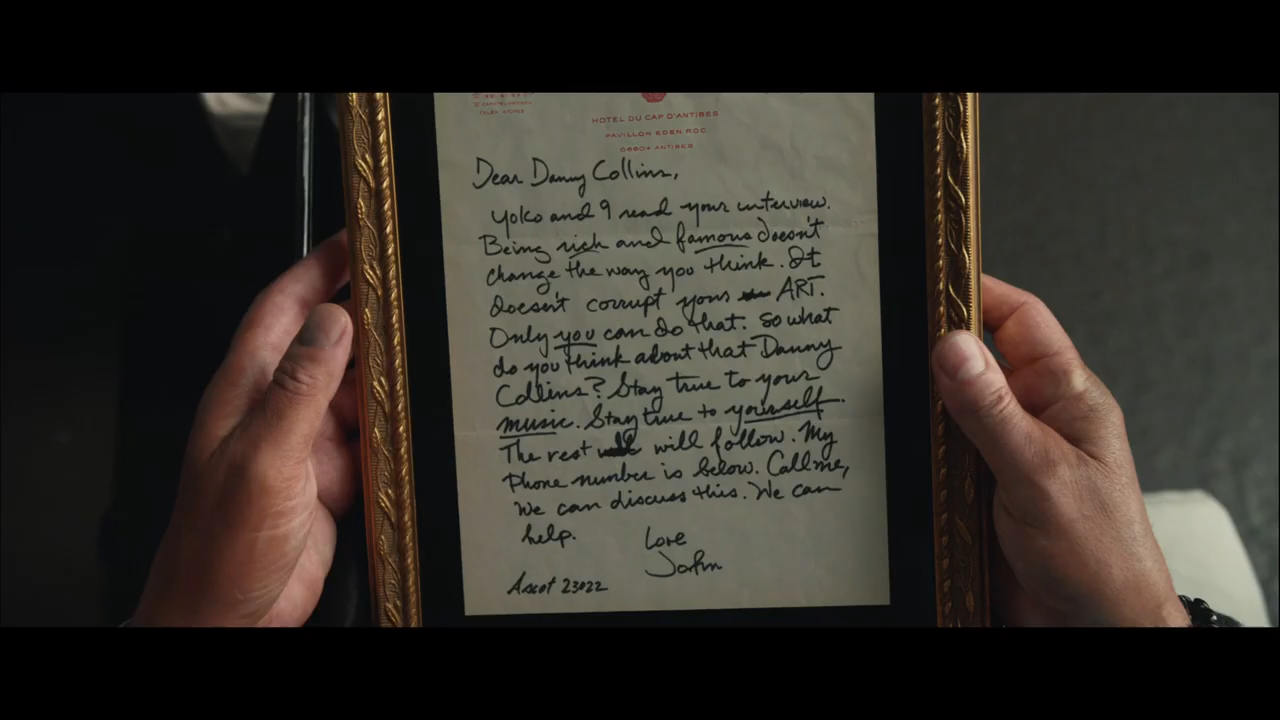 HOTEL DU CAP D'ANTIBES
PAVILLON EDEN ROC
06604 ANTIBES
Dear Danny Collins,
Yoko and I read your interview.
Being rich and famous doesn't
change the way you think. It
doesn't corrupt your ART.
Only you can do that. So what
do you think about that Danny
Collins? Stay true to your
music. Stay true to yourself.
The rest will follow. My
Phone number is below. Call me,
We can discuss this. We can
help.
Love
John
Ascot 23022